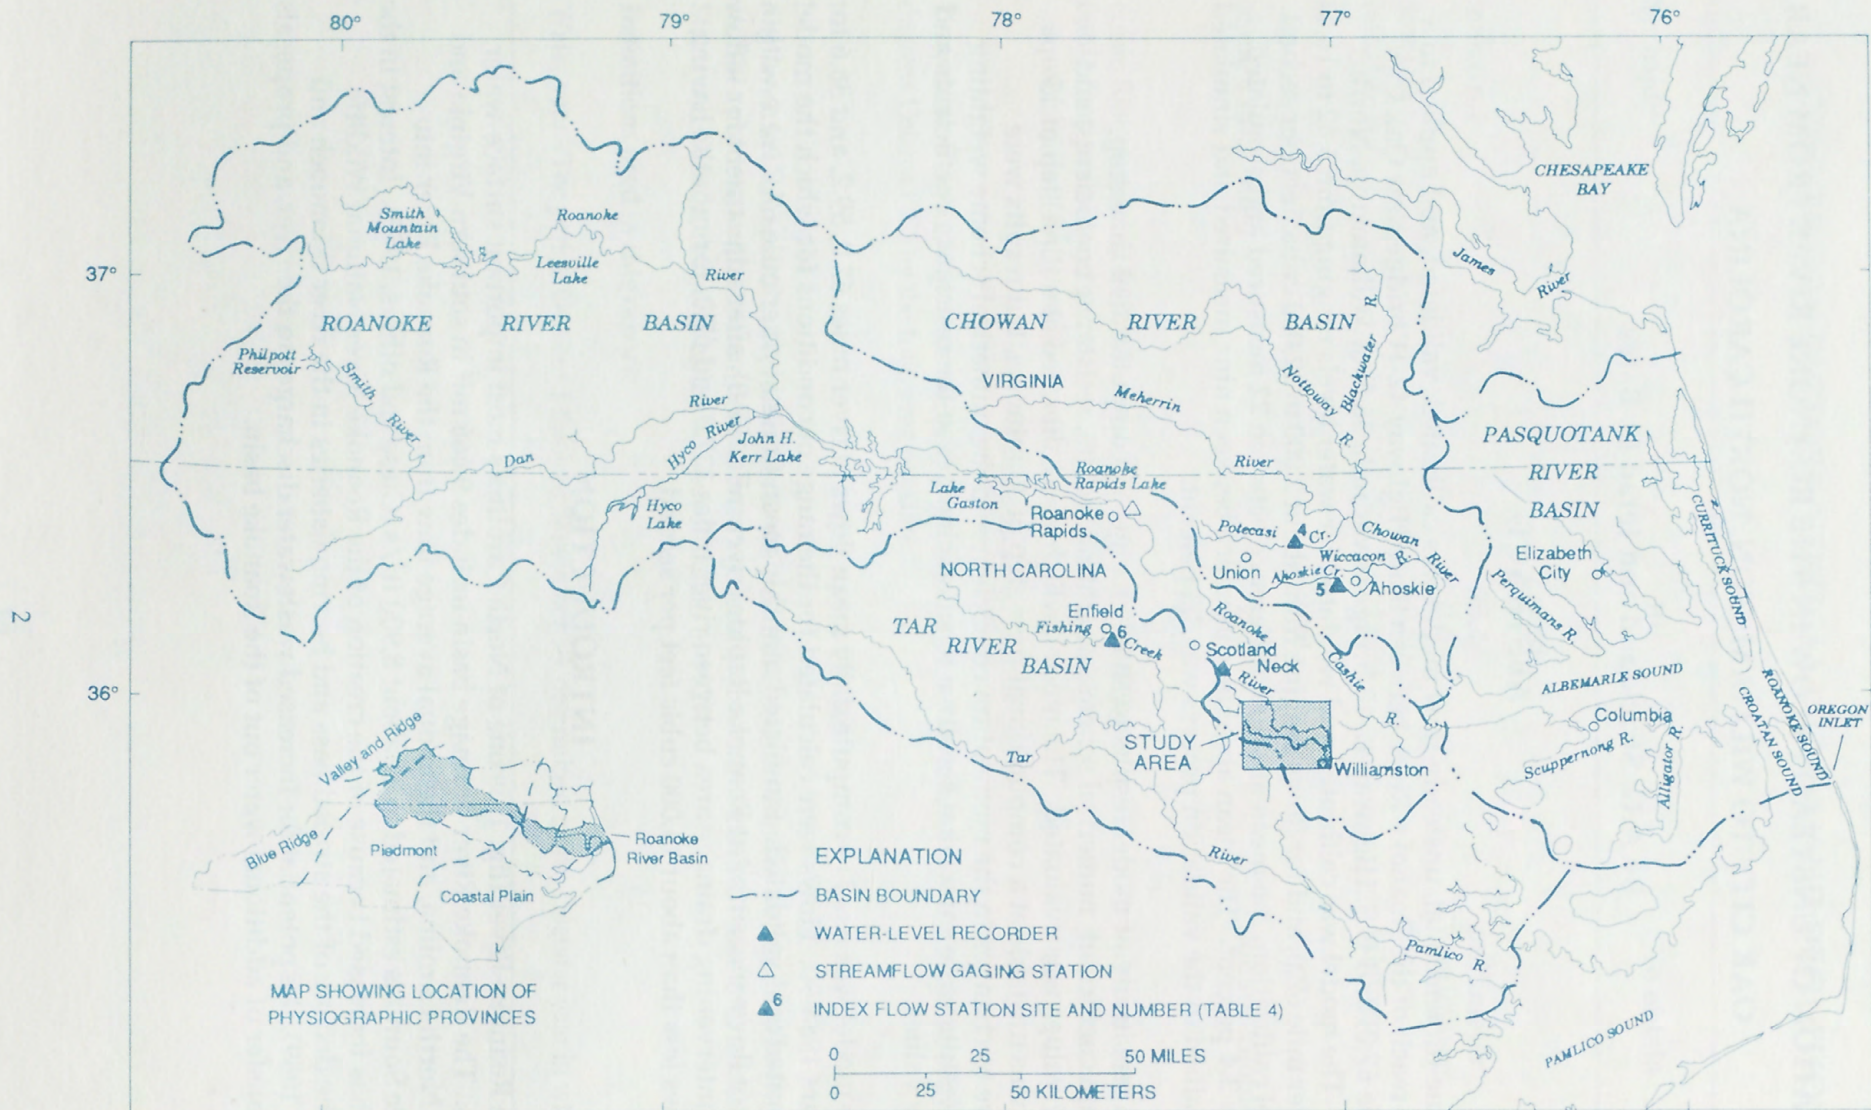 80°
79°
78°
77°
76°
37°
36°
2
CHESAPEAKE
BAY
Smith
Mountain
Lake
Roanoke
Leesville
Lake
River
James
River
ROANOKE RIVER BASIN
CHOWAN RIVER BASIN
Blackwater R.
Nottoway R.
Philpott
Reservoir
Smith River
VIRGINIA
Meherrin
River
River
Hyco River
John H.
Kerr Lake
Dan
PASQUOTANK
RIVER
BASIN
Hyco
Lake
Lake
Gaston
Roanoke
Rapids Lake
Roanoke
Rapids
Potecasi Cr.
4
Chowan River
Wiccacon R.
Union
Ahoskie Cr.
5
Ahoskie
Elizabeth
City
CURRITUCK SOUND
Perquimans R.
NORTH CAROLINA
Enfield
Fishing Creek
6
TAR
RIVER
BASIN
Roanoke
River
Scotland
Neck
Cashie
R.
ALBEMARLE SOUND
ROANOKE SOUND
CROATAN SOUND
OREGON
INLET
Columbia
Scuppernong R.
Alligator R.
STUDY
AREA
Williamston
Tar
River
Pamlico R.
PAMLICO SOUND
Valley and Ridge
Blue Ridge
Piedmont
Coastal Plain
Roanoke
River Basin
MAP SHOWING LOCATION OF
PHYSIOGRAPHIC PROVINCES
EXPLANATION
BASIN BOUNDARY
WATER-LEVEL RECORDER
STREAMFLOW GAGING STATION
6
INDEX FLOW STATION SITE AND NUMBER (TABLE 4)
0 25 50 MILES
0 25 50 KILOMETERS